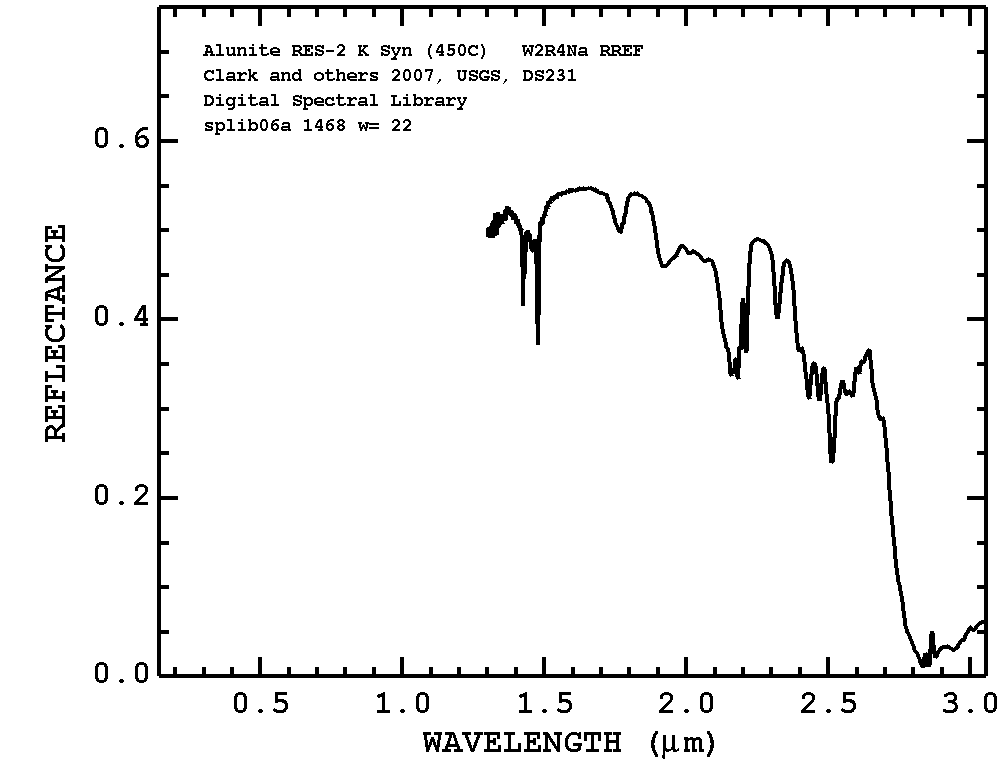 Alunite RES-2 K Syn (450C) W2R4Na RREF
Clark and others 2007, USGS, DS231
Digital Spectral Library
splib06a 1468 w= 22
0.6
0.4
0.2
0.0
REFLECTANCE
0.5 1.0 1.5 2.0 2.5 3.0
WAVELENGTH (μm)